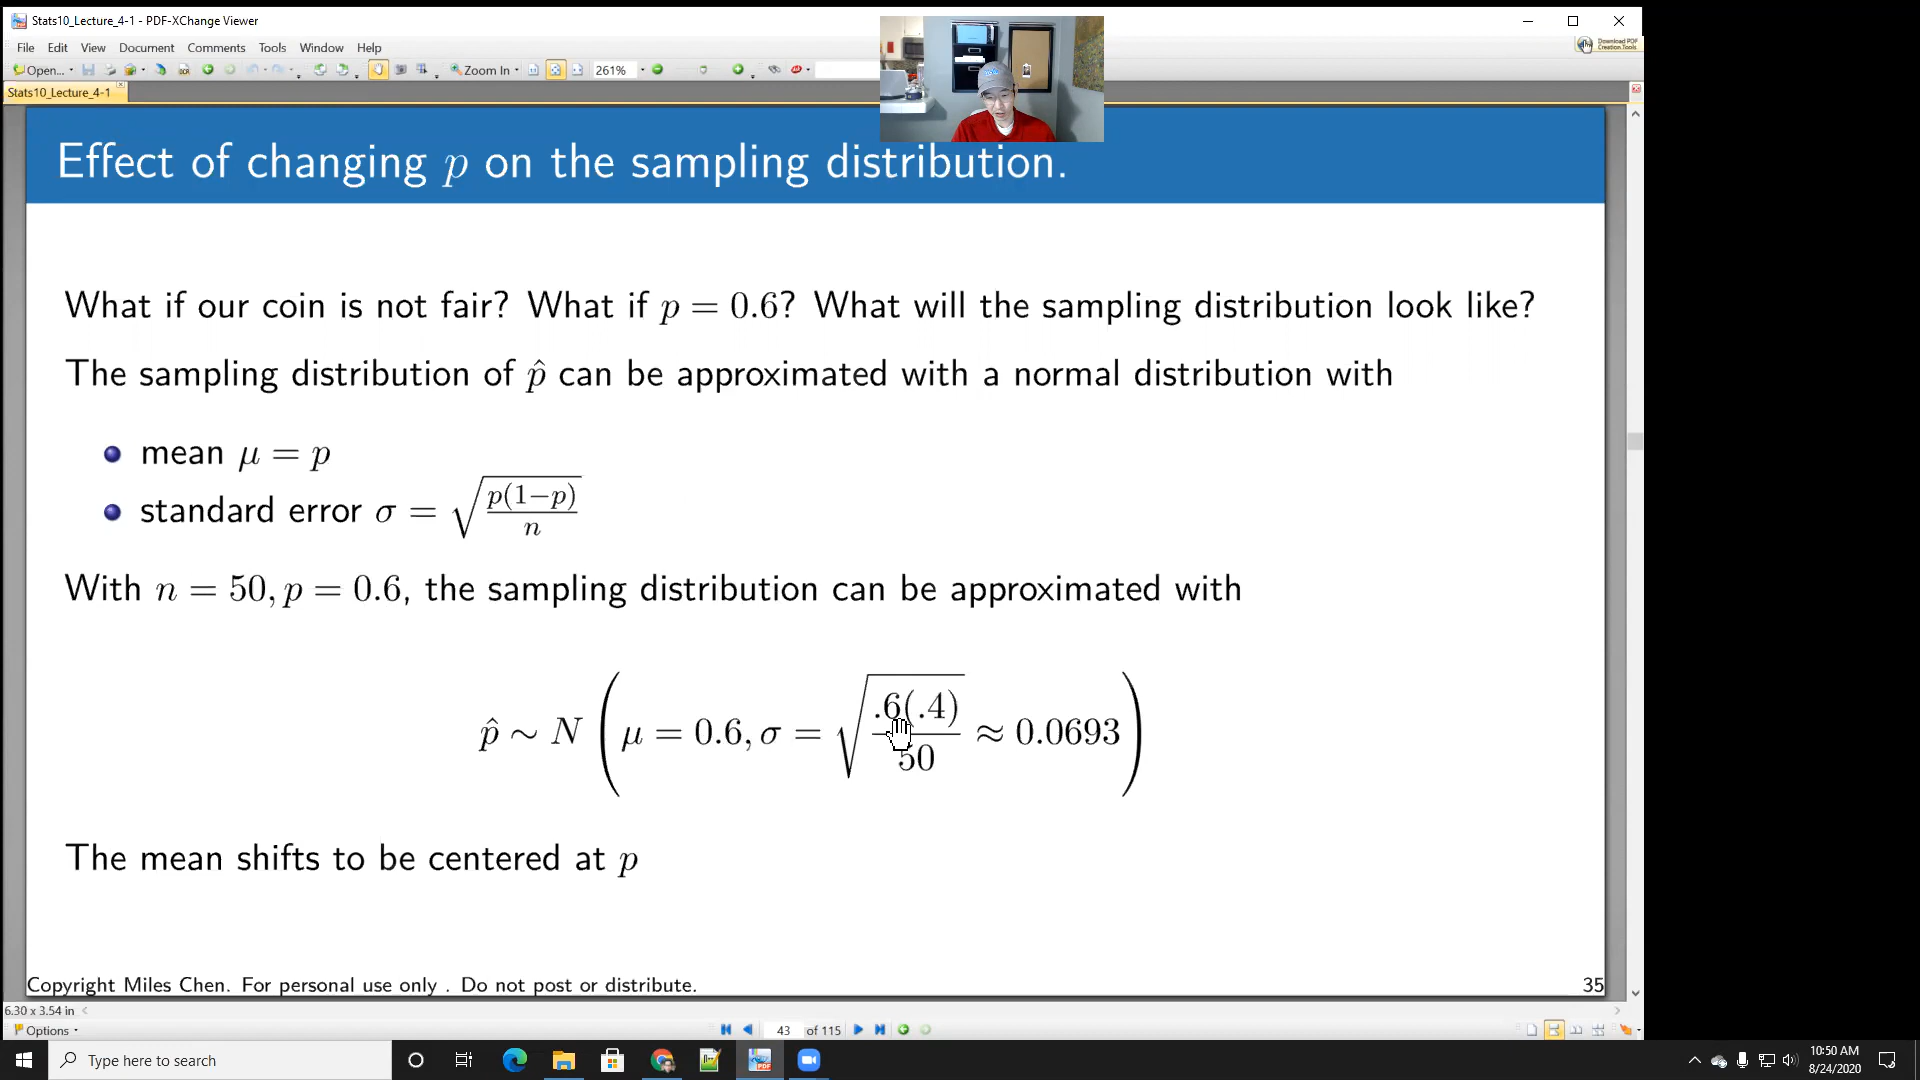 Stats10_Lecture_4-1 - PDF-XChange Viewer
File Edit View Document Comments Tools Window Help
Download PDF
Creation Tools
Open... Zoom In 261%
Stats10_Lecture_4-1
Effect of changing p on the sampling distribution.
What if our coin is not fair? What if p = 0.6? What will the sampling distribution look like?
The sampling distribution of p̂ can be approximated with a normal distribution with
mean μ = p
standard error σ = √(p(1−p)/n)
With n = 50, p = 0.6, the sampling distribution can be approximated with
p̂ ∼ N (μ = 0.6, σ = √(.6(.4)/50) ≈ 0.0693)
The mean shifts to be centered at p
Copyright Miles Chen. For personal use only . Do not post or distribute. 35
6.30 x 3.54 in
Options 43 of 115
Type here to search
10:50 AM
8/24/2020